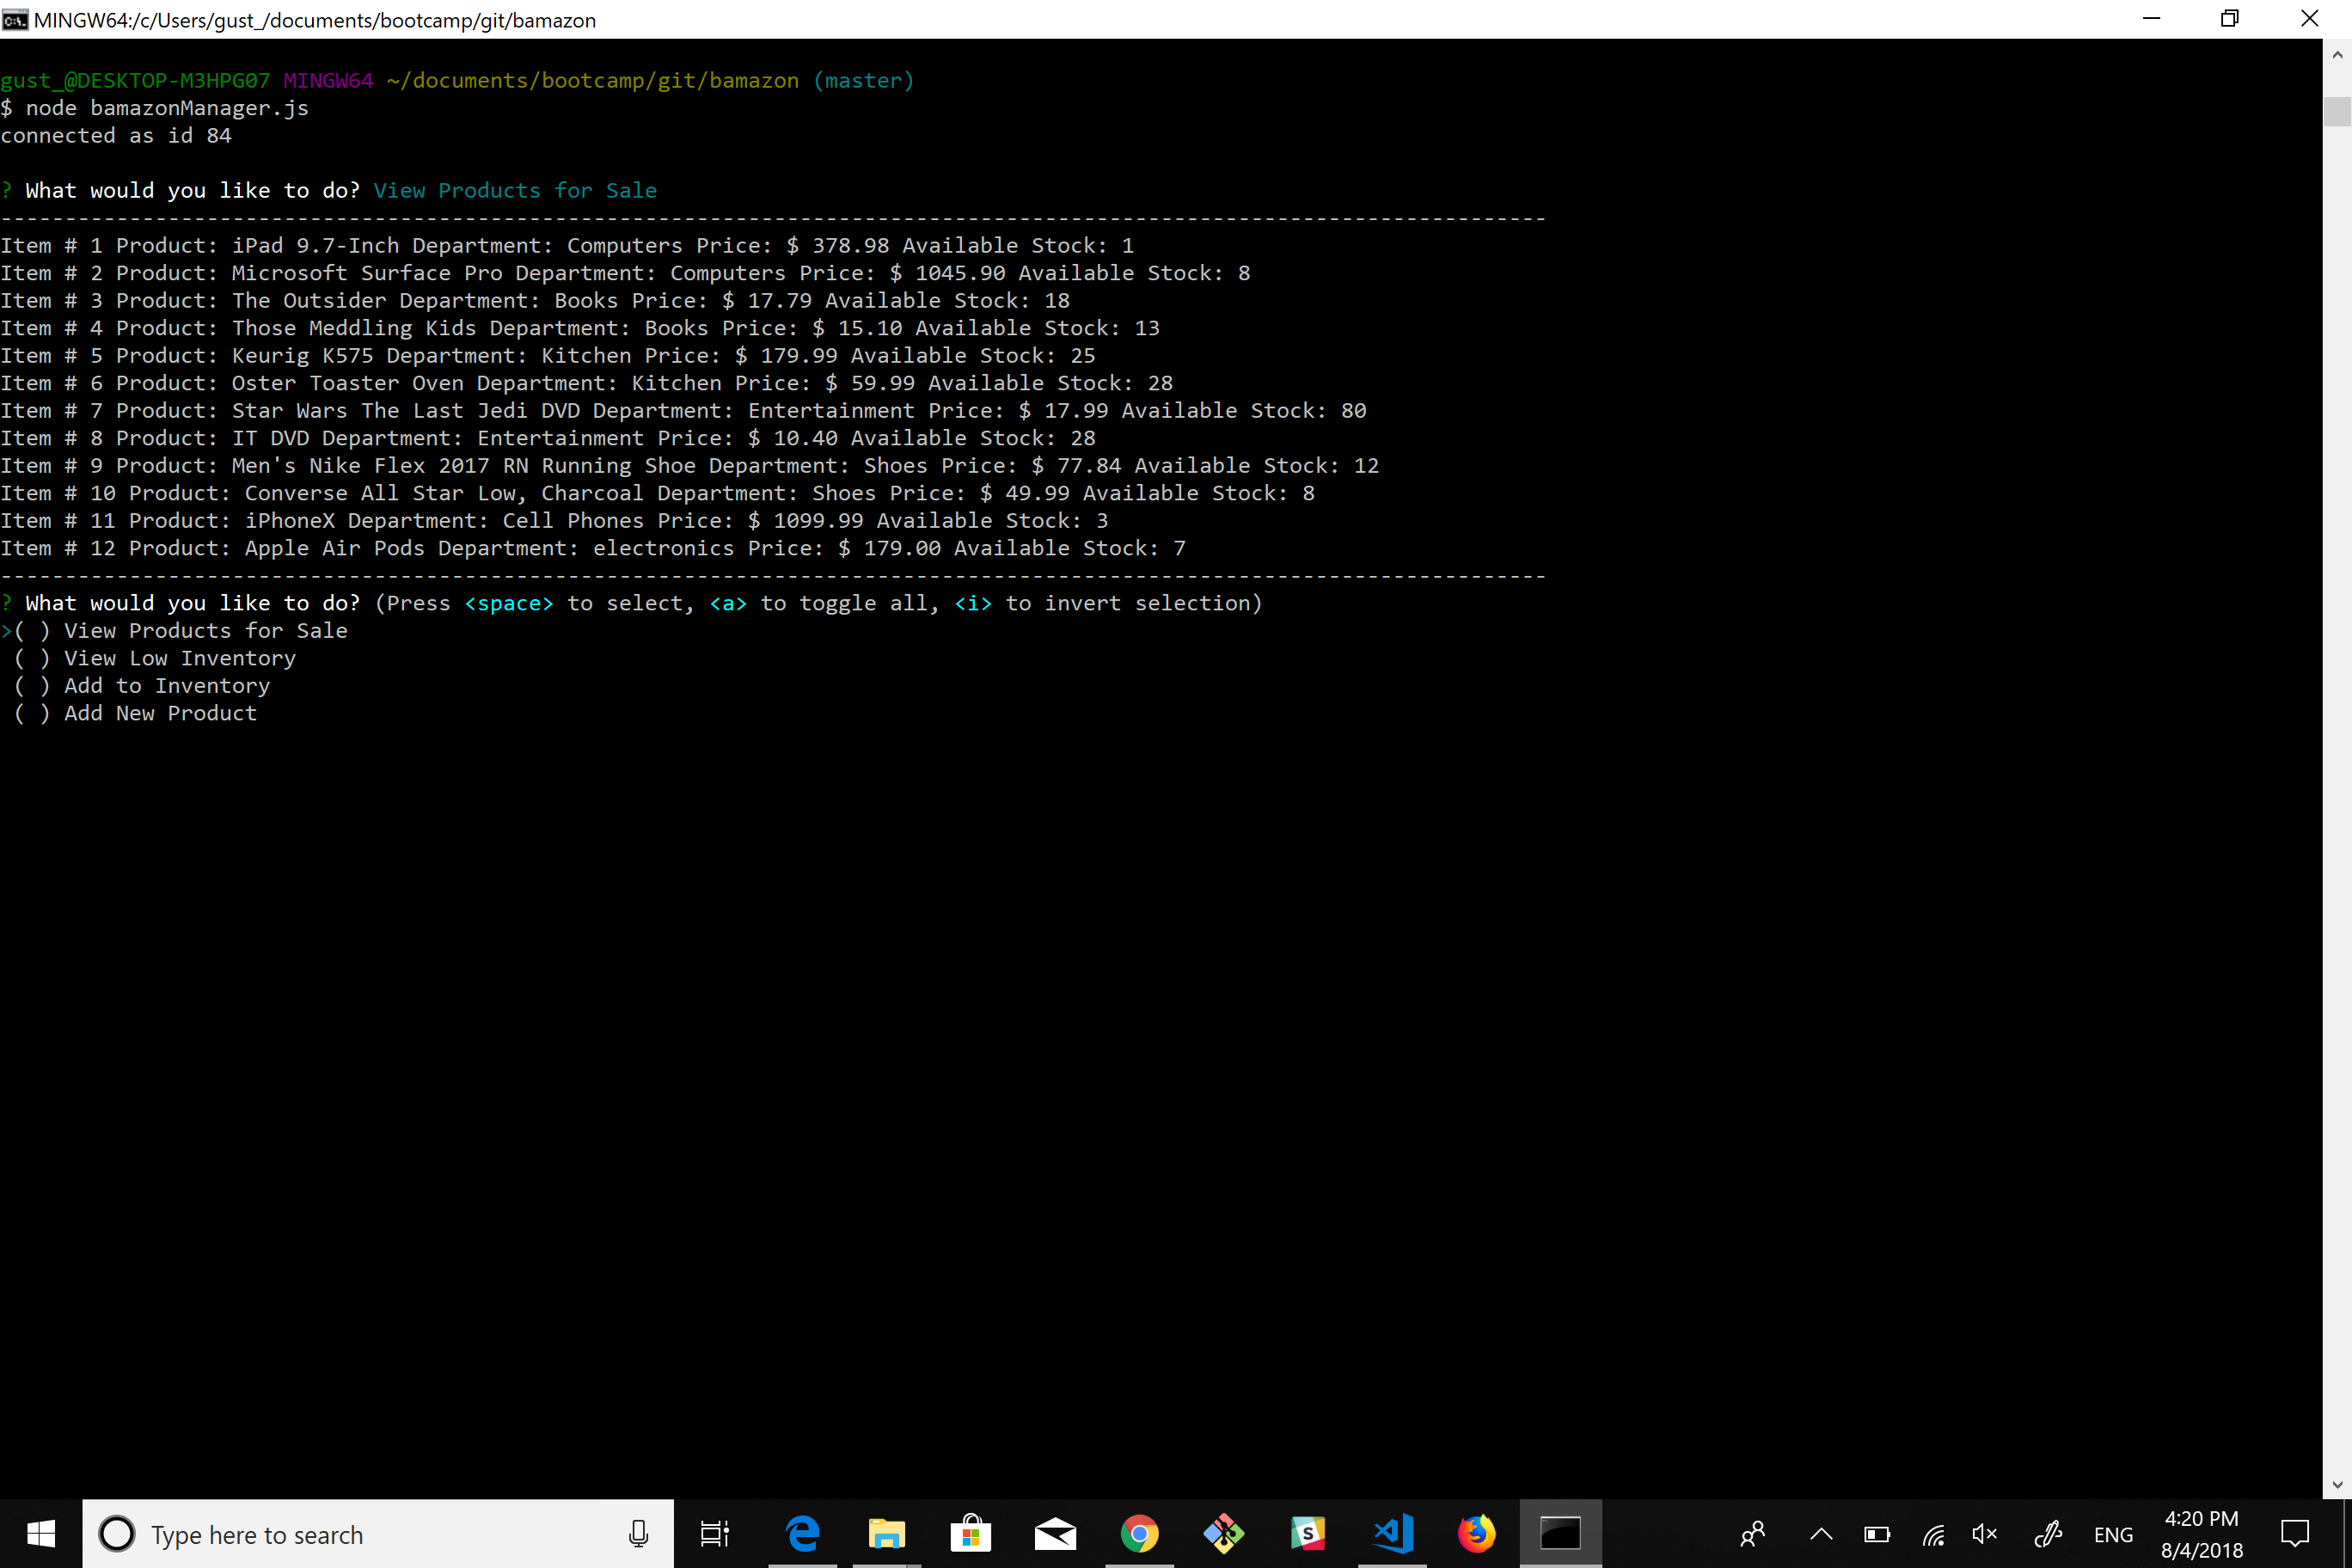 MINGW64:/c/Users/gust_/documents/bootcamp/git/bamazon
gust_@DESKTOP-M3HPG07 MINGW64 ~/documents/bootcamp/git/bamazon (master)
$ node bamazonManager.js
connected as id 84
? What would you like to do? View Products for Sale
------------------------------------------------------------------------------------------------------------------------
Item # 1 Product: iPad 9.7-Inch Department: Computers Price: $ 378.98 Available Stock: 1
Item # 2 Product: Microsoft Surface Pro Department: Computers Price: $ 1045.90 Available Stock: 8
Item # 3 Product: The Outsider Department: Books Price: $ 17.79 Available Stock: 18
Item # 4 Product: Those Meddling Kids Department: Books Price: $ 15.10 Available Stock: 13
Item # 5 Product: Keurig K575 Department: Kitchen Price: $ 179.99 Available Stock: 25
Item # 6 Product: Oster Toaster Oven Department: Kitchen Price: $ 59.99 Available Stock: 28
Item # 7 Product: Star Wars The Last Jedi DVD Department: Entertainment Price: $ 17.99 Available Stock: 80
Item # 8 Product: IT DVD Department: Entertainment Price: $ 10.40 Available Stock: 28
Item # 9 Product: Men's Nike Flex 2017 RN Running Shoe Department: Shoes Price: $ 77.84 Available Stock: 12
Item # 10 Product: Converse All Star Low, Charcoal Department: Shoes Price: $ 49.99 Available Stock: 8
Item # 11 Product: iPhoneX Department: Cell Phones Price: $ 1099.99 Available Stock: 3
Item # 12 Product: Apple Air Pods Department: electronics Price: $ 179.00 Available Stock: 7
------------------------------------------------------------------------------------------------------------------------
? What would you like to do? (Press <space> to select, <a> to toggle all, <i> to invert selection)
>( ) View Products for Sale
( ) View Low Inventory
( ) Add to Inventory
( ) Add New Product
Type here to search
ENG
4:20 PM
8/4/2018